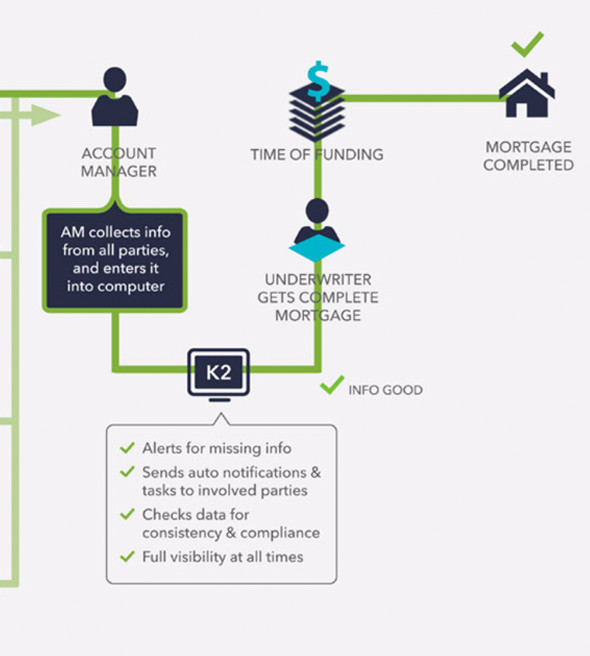 ACCOUNT
MANAGER
AM collects info
from all parties,
and enters it
into computer
K2
Alerts for missing info
Sends auto notifications &
tasks to involved parties
Checks data for
consistency & compliance
Full visibility at all times
INFO GOOD
UNDERWRITER
GETS COMPLETE
MORTGAGE
$
TIME OF FUNDING
MORTGAGE
COMPLETED